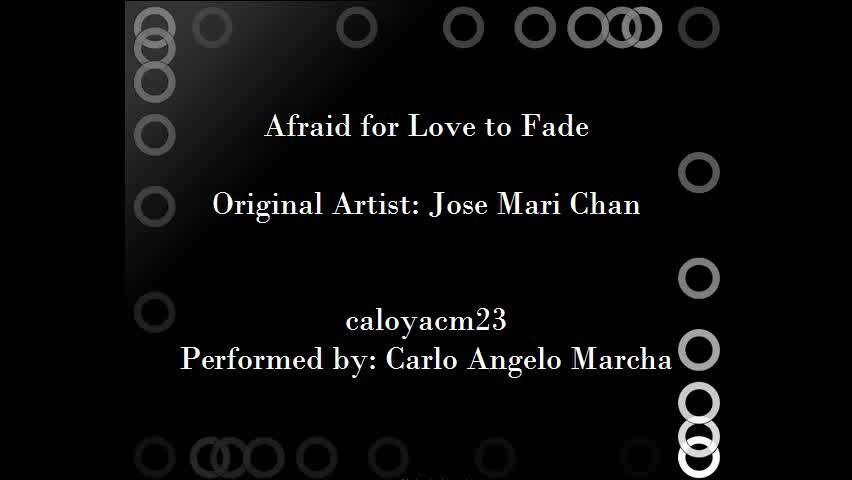 Afraid for Love to Fade
Original Artist: Jose Mari Chan
caloyacm23
Performed by: Carlo Angelo Marcha